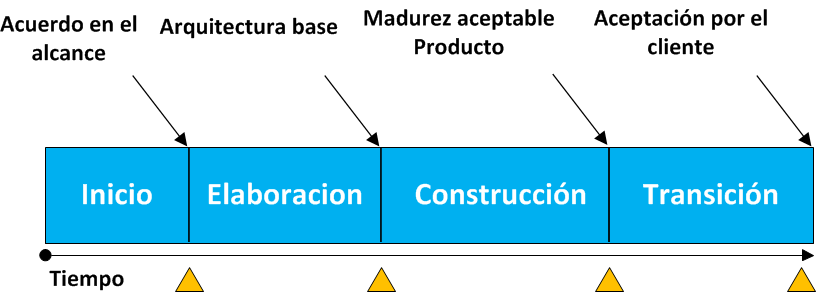 Acuerdo en el
alcance
Arquitectura base
Madurez aceptable
Producto
Aceptación por el
cliente
Inicio
Elaboracion
Construcción
Transición
Tiempo